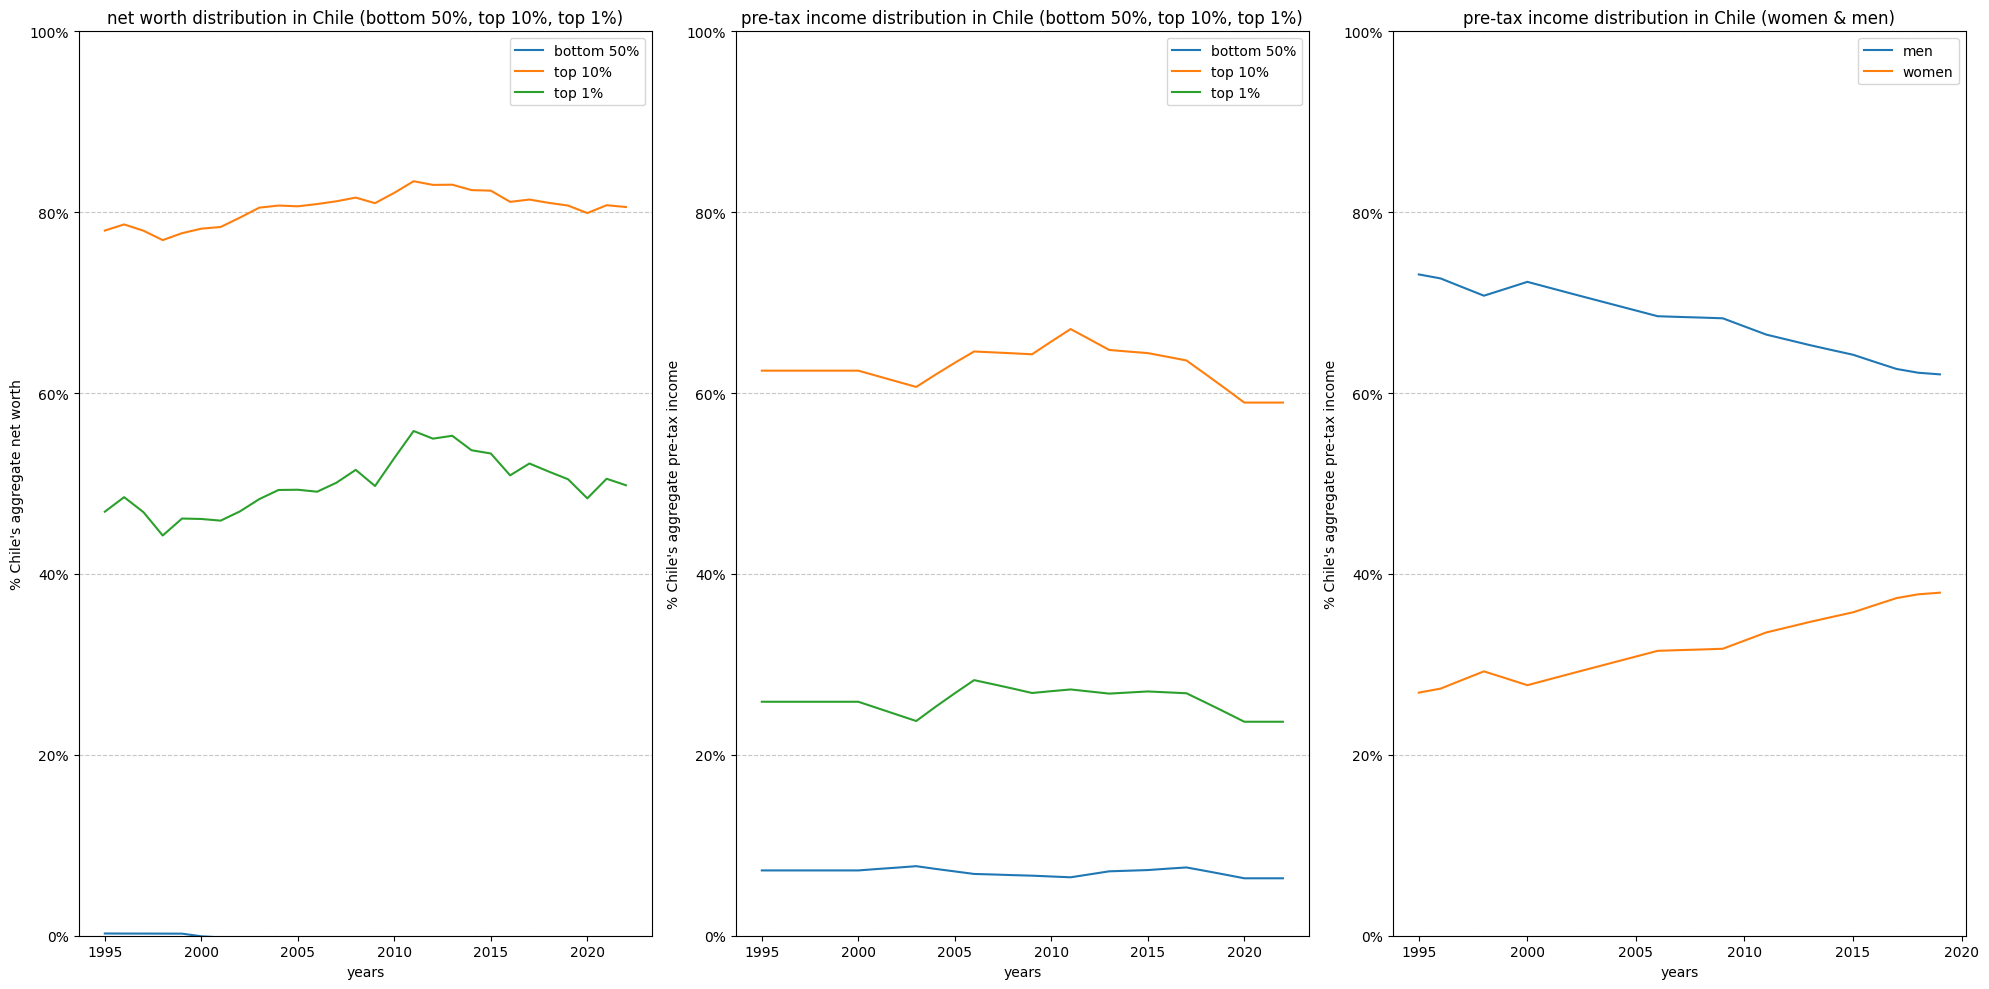 net worth distribution in Chile (bottom 50%, top 10%, top 1%)
100%
80%
60%
40%
20%
0%
% Chile's aggregate net worth
bottom 50%
top 10%
top 1%
1995 2000 2005 2010 2015 2020
years
pre-tax income distribution in Chile (bottom 50%, top 10%, top 1%)
100%
80%
60%
40%
20%
0%
% Chile's aggregate pre-tax income
bottom 50%
top 10%
top 1%
1995 2000 2005 2010 2015 2020
years
pre-tax income distribution in Chile (women & men)
100%
80%
60%
40%
20%
0%
% Chile's aggregate pre-tax income
men
women
1995 2000 2005 2010 2015 2020
years